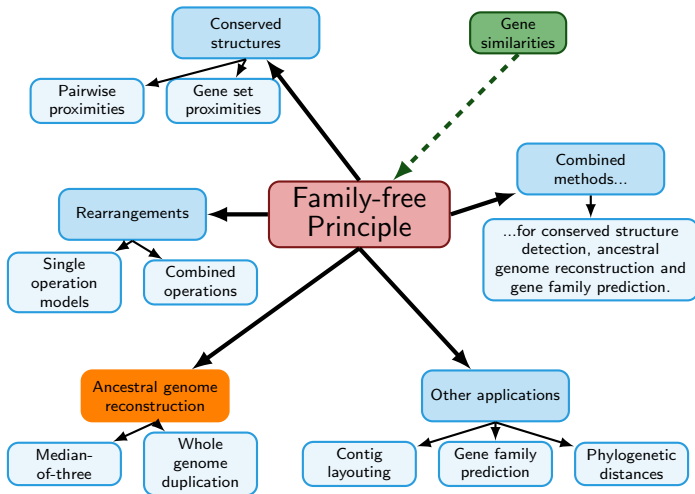 Conserved
structures
Gene
similarities
Pairwise
proximities
Gene set
proximities
Combined
methods...
Family-free
Principle
Rearrangements
...for conserved structure
detection, ancestral
genome reconstruction and
gene family prediction.
Single
operation
models
Combined
operations
Ancestral genome
reconstruction
Other applications
Median-
of-three
Whole
genome
duplication
Contig
layouting
Gene family
prediction
Phylogenetic
distances